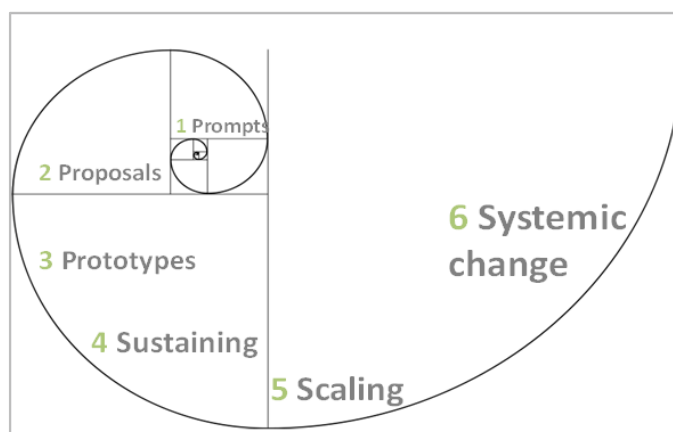 1 Prompts
2 Proposals
3 Prototypes
4 Sustaining
5 Scaling
6 Systemic
change